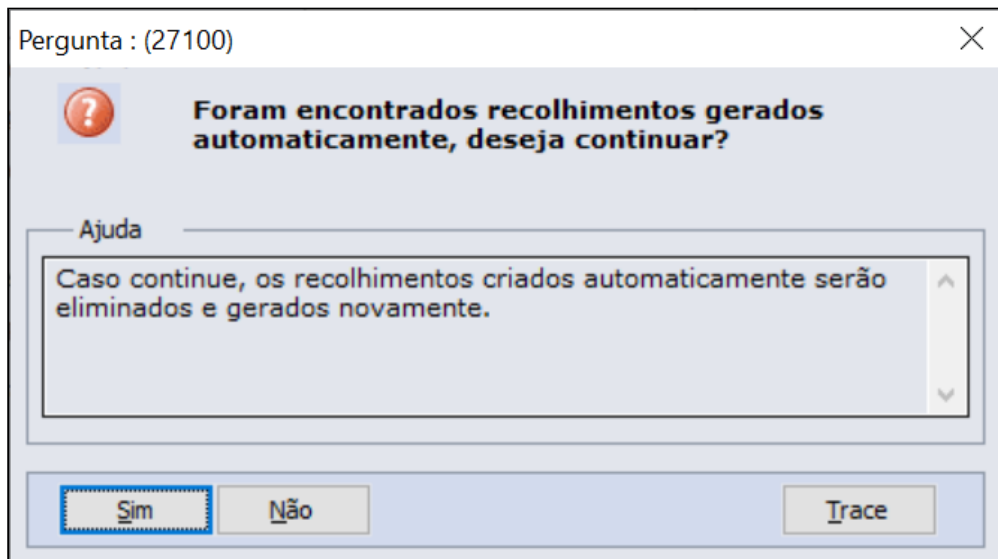 Pergunta : (27100)
Foram encontrados recolhimentos gerados
automaticamente, deseja continuar?
Ajuda
Caso continue, os recolhimentos criados automaticamente serão
eliminados e gerados novamente.
Sim
Não
Trace